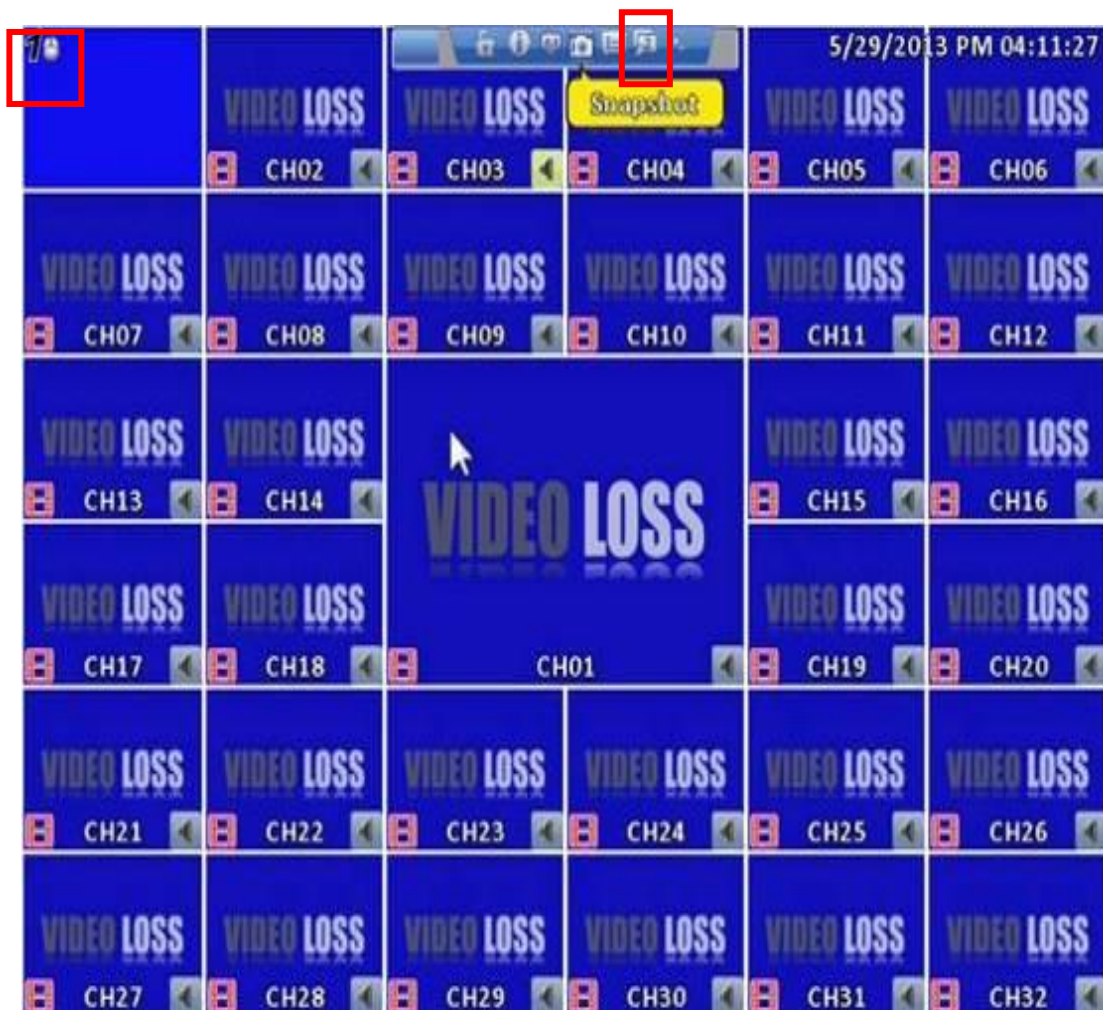 1 5/29/2013 PM 04:11:27
Snapshot
VIDEO LOSS VIDEO LOSS VIDEO LOSS VIDEO LOSS
CH02 CH03 CH04 CH05 CH06
VIDEO LOSS VIDEO LOSS VIDEO LOSS VIDEO LOSS VIDEO LOSS VIDEO LOSS
CH07 CH08 CH09 CH10 CH11 CH12
VIDEO LOSS VIDEO LOSS VIDEO LOSS VIDEO LOSS
CH13 CH14 CH15 CH16
VIDEO LOSS
VIDEO LOSS VIDEO LOSS VIDEO LOSS VIDEO LOSS
CH17 CH18 CH01 CH19 CH20
VIDEO LOSS VIDEO LOSS VIDEO LOSS VIDEO LOSS VIDEO LOSS VIDEO LOSS
CH21 CH22 CH23 CH24 CH25 CH26
VIDEO LOSS VIDEO LOSS VIDEO LOSS VIDEO LOSS VIDEO LOSS VIDEO LOSS
CH27 CH28 CH29 CH30 CH31 CH32